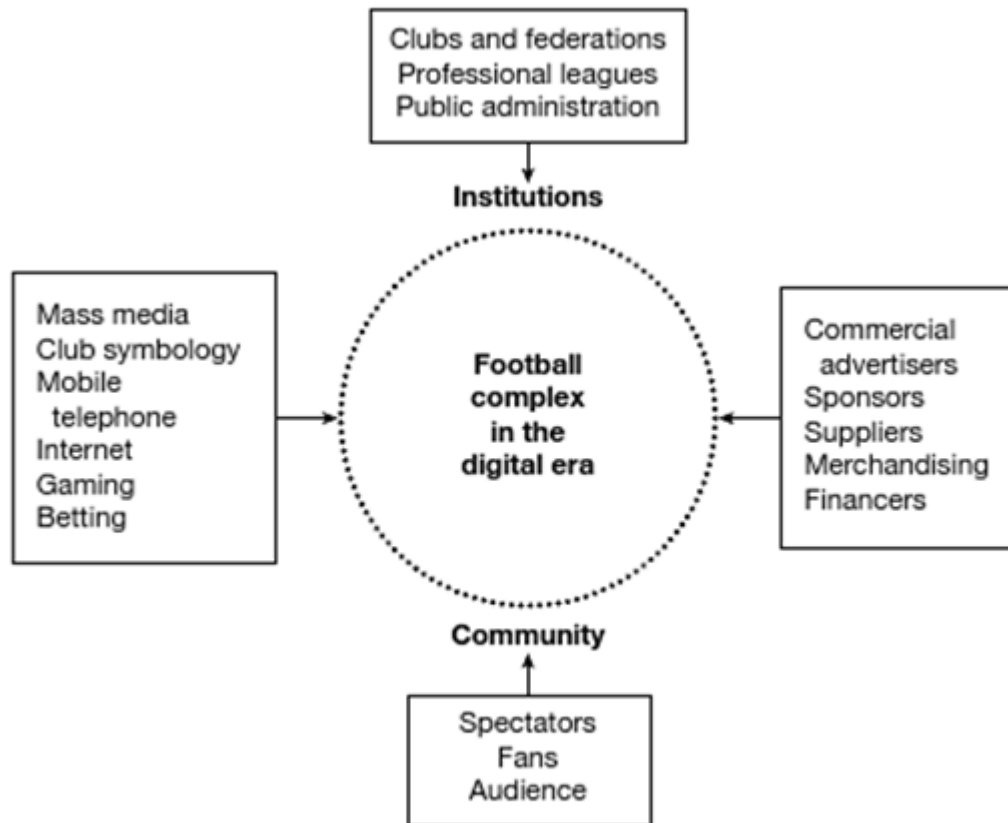 Clubs and federations
Professional leagues
Public administration
Institutions
Mass media
Club symbology
Mobile
telephone
Internet
Gaming
Betting
Football
complex
in the
digital era
Commercial
advertisers
Sponsors
Suppliers
Merchandising
Financers
Community
Spectators
Fans
Audience